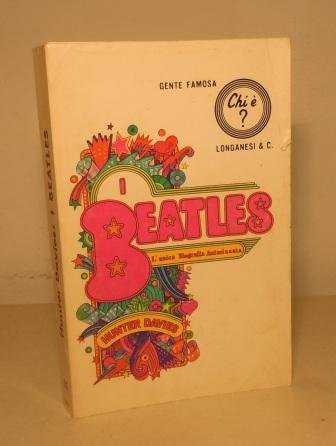 GENTE FAMOSA
Chi è
?
LONGANESI & C.
I
BEATLES
L'unica Biografia Autorizzata
HUNTER DAVIES
Hunter Davies: I BEATLES